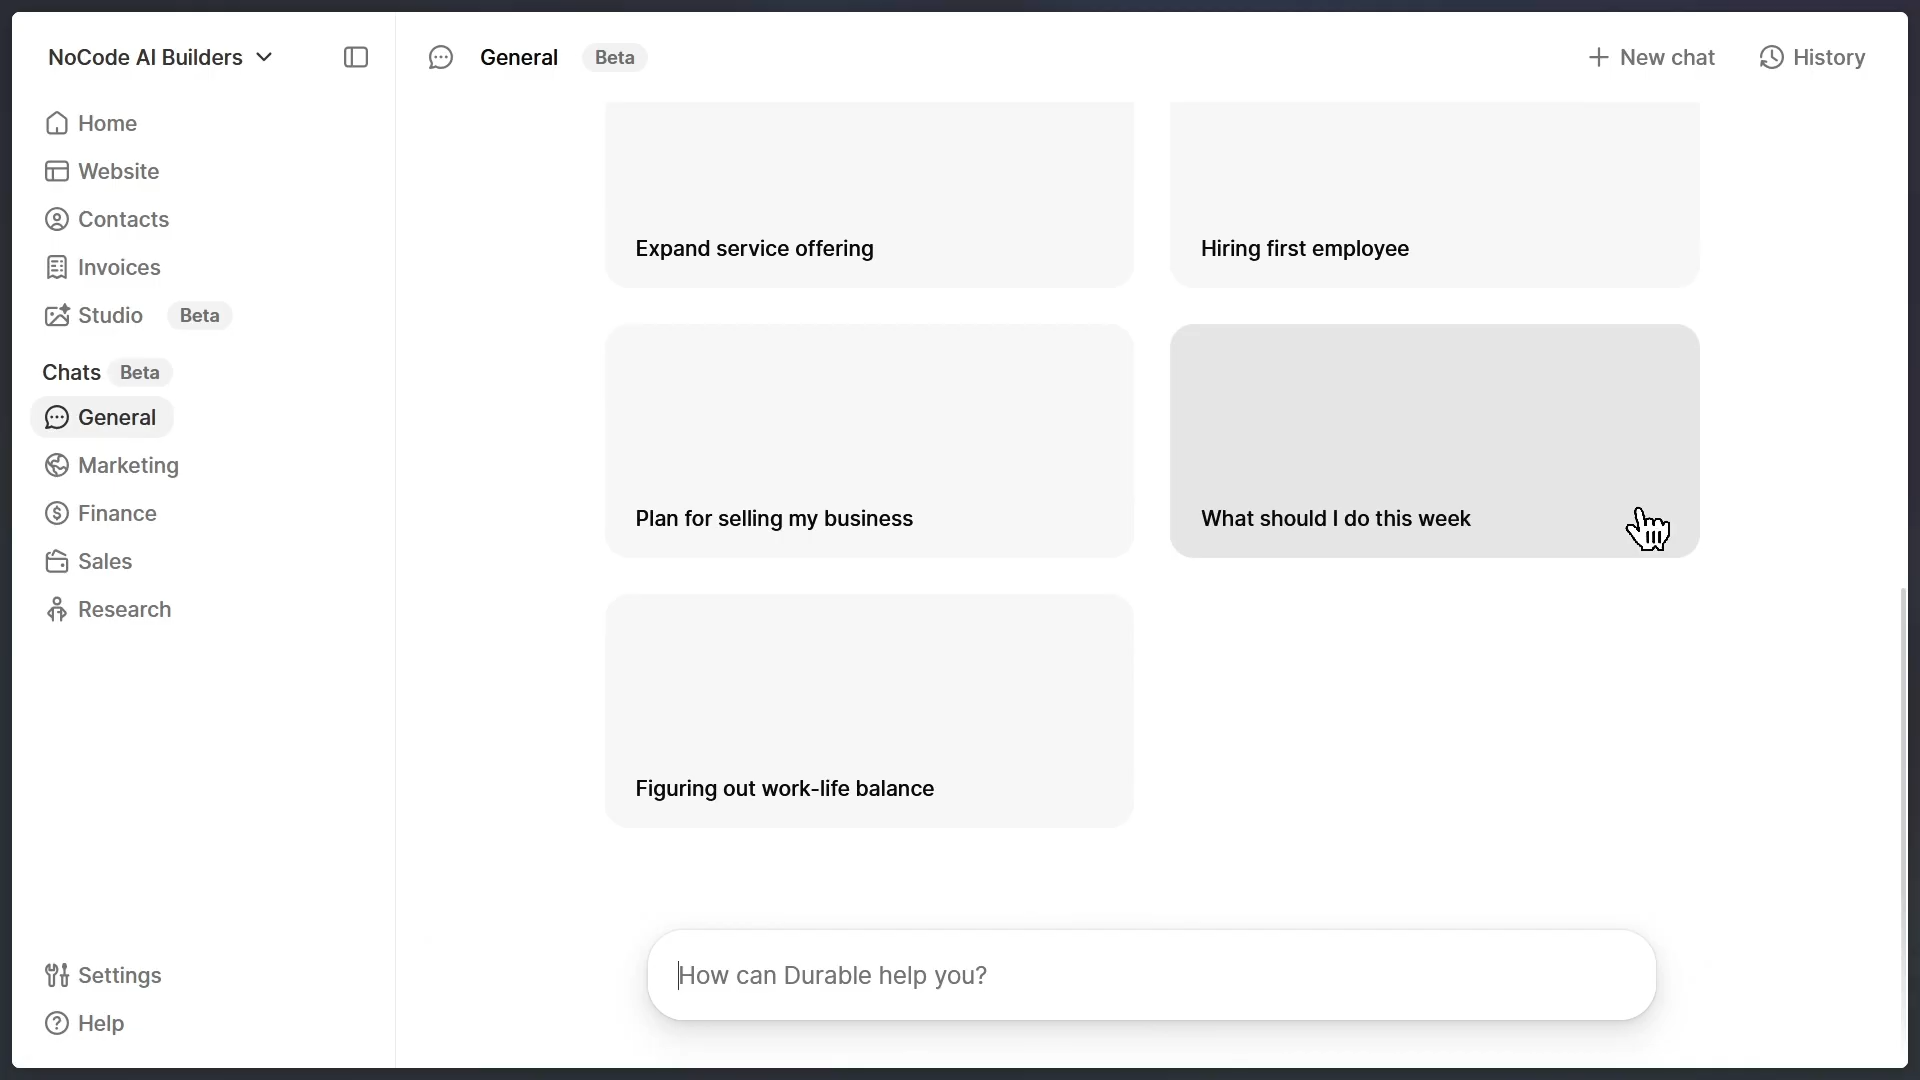 NoCode AI Builders
Home
Website
Contacts
Invoices
Studio Beta
Chats Beta
General
Marketing
Finance
Sales
Research
Settings
Help
General Beta
New chat
History
Expand service offering
Hiring first employee
Plan for selling my business
What should I do this week
Figuring out work-life balance
How can Durable help you?